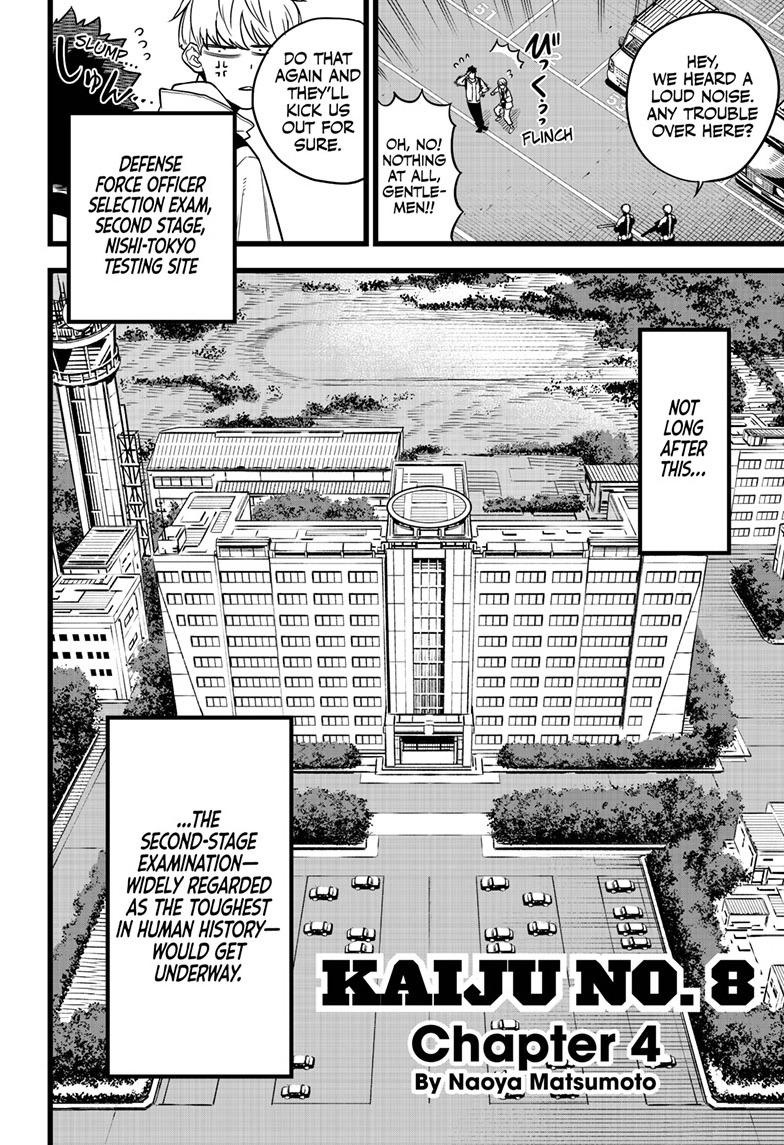 HEY,
WE HEARD A
LOUD NOISE.
ANY TROUBLE
OVER HERE?
51
53
びくぅっ
FLINCH
OH, NO!
NOTHING
AT ALL,
GENTLE-
MEN!!
DO THAT
AGAIN AND
THEY'LL
KICK US
OUT FOR
SURE.
SLUMP...
しゅん...
DEFENSE
FORCE OFFICER
SELECTION EXAM,
SECOND STAGE,
NISHI-TOKYO
TESTING SITE
NOT
LONG
AFTER
THIS...
...THE
SECOND-STAGE
EXAMINATION—
WIDELY REGARDED
AS THE TOUGHEST
IN HUMAN HISTORY—
WOULD GET
UNDERWAY.
KAIJU NO. 8
Chapter 4
By Naoya Matsumoto